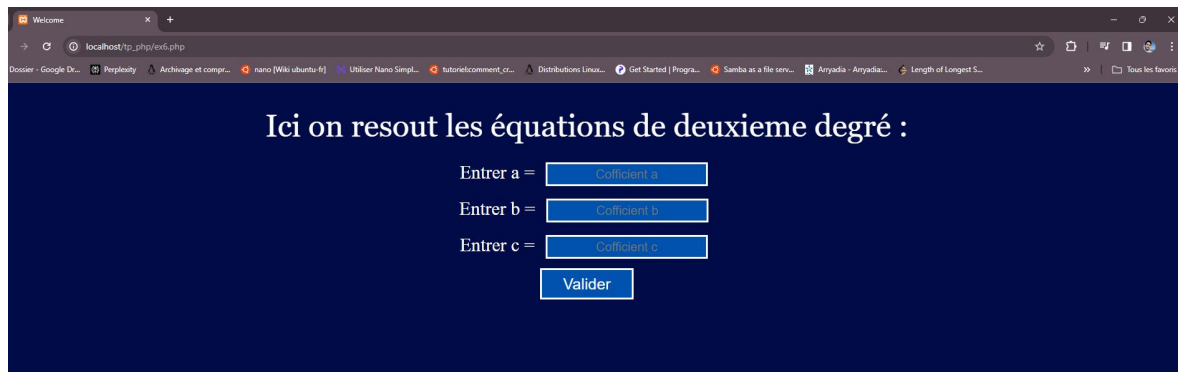 Welcome
localhost/tp_php/ex6.php
Dossier - Google Dr... Perplexity Archivage et compr... nano [Wiki ubuntu-fr] Utiliser Nano Simpl... tutoriel:comment_cr... Distributions Linux... Get Started | Progra... Samba as a file serv... Arryadia - Arryadia:... Length of Longest S... » Tous les favoris
Ici on resout les équations de deuxieme degré :
Entrer a = Cofficient a
Entrer b = Cofficient b
Entrer c = Cofficient c
Valider